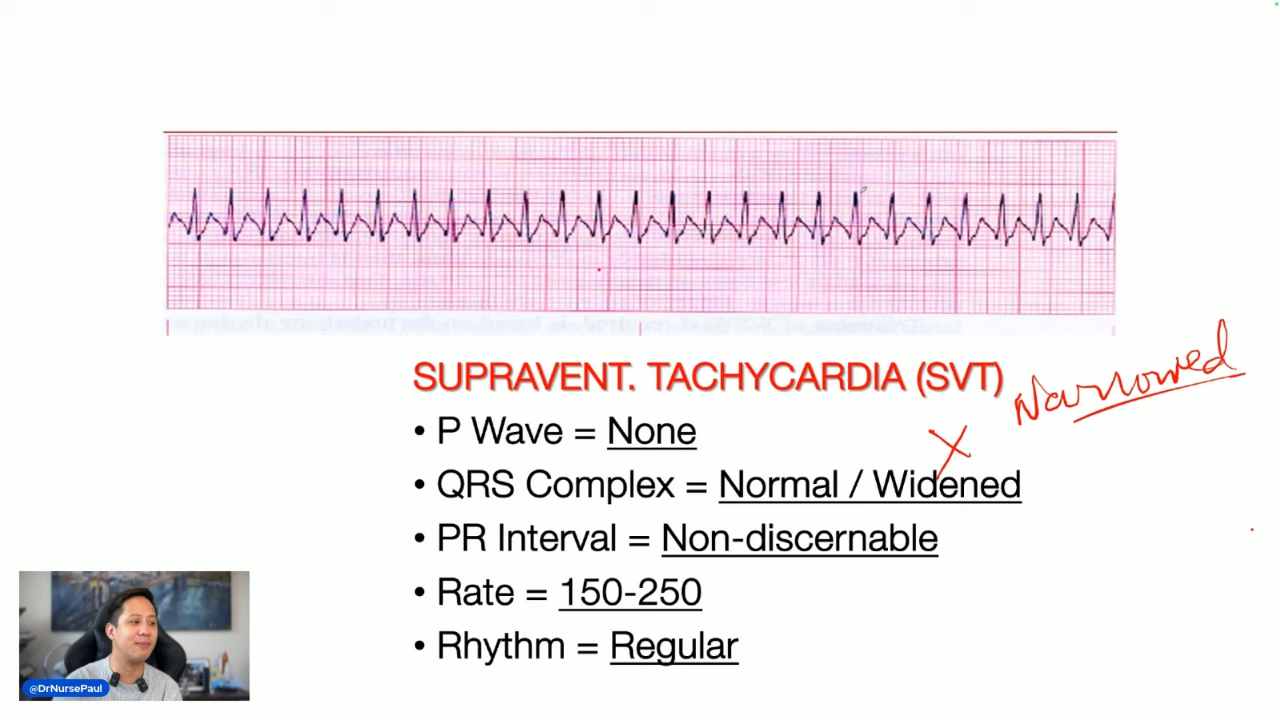 SUPRAVENT. TACHYCARDIA (SVT)
Narrowed
• P Wave = None
• QRS Complex = Normal / Widened
• PR Interval = Non-discernable
• Rate = 150-250
• Rhythm = Regular
@DrNursePaul